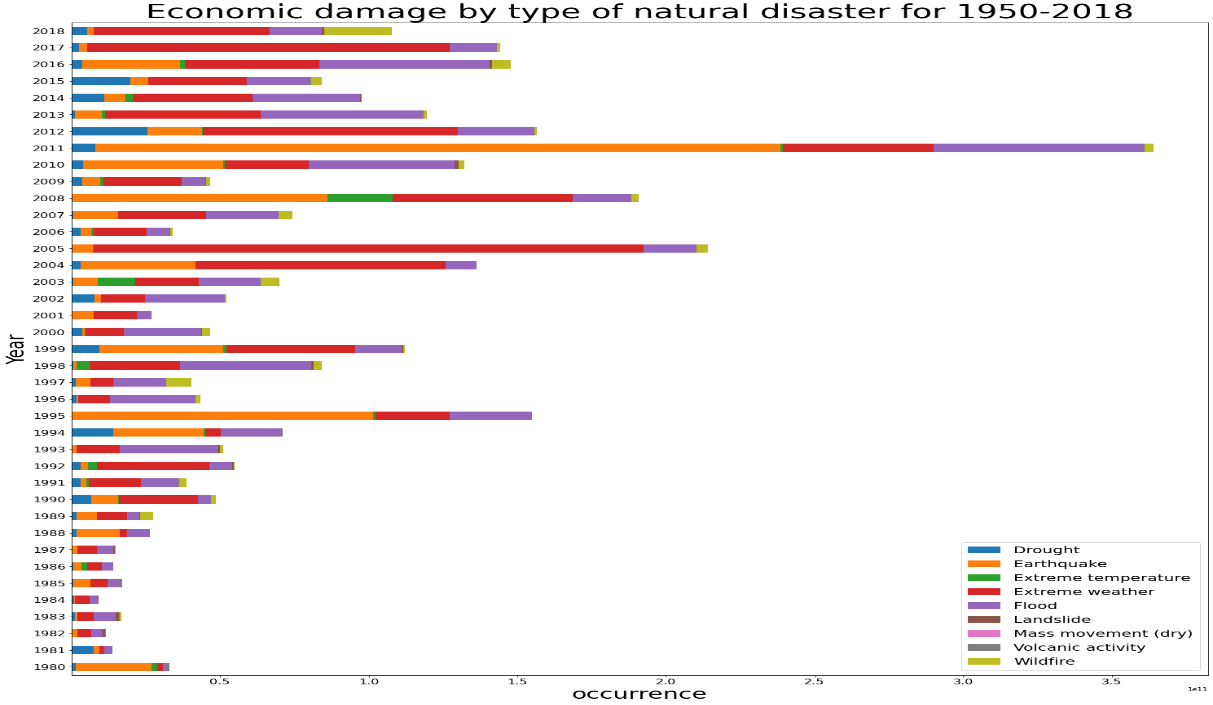 Economic damage by type of natural disaster for 1950-2018
2018
2017
2016
2015
2014
2013
2012
2011
2010
2009
2008
2007
2006
2005
2004
2003
2002
2001
2000
1999
1998
1997
1996
1995
1994
1993
1992
1991
1990
1989
1988
1987
1986
1985
1984
1983
1982
1981
1980
Year
Drought
Earthquake
Extreme temperature
Extreme weather
Flood
Landslide
Mass movement (dry)
Volcanic activity
Wildfire
0.5 1.0 1.5 2.0 2.5 3.0 3.5
1e11
occurrence